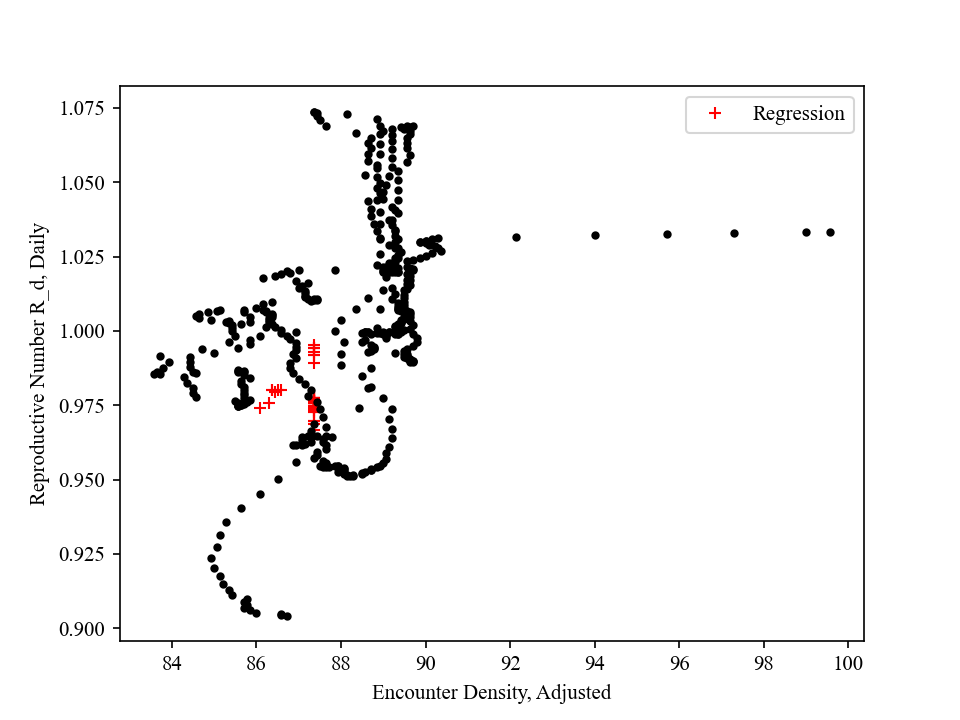 Regression
1.075
1.050
1.025
1.000
0.975
0.950
0.925
0.900
Reproductive Number R_d, Daily
84 86 88 90 92 94 96 98 100
Encounter Density, Adjusted